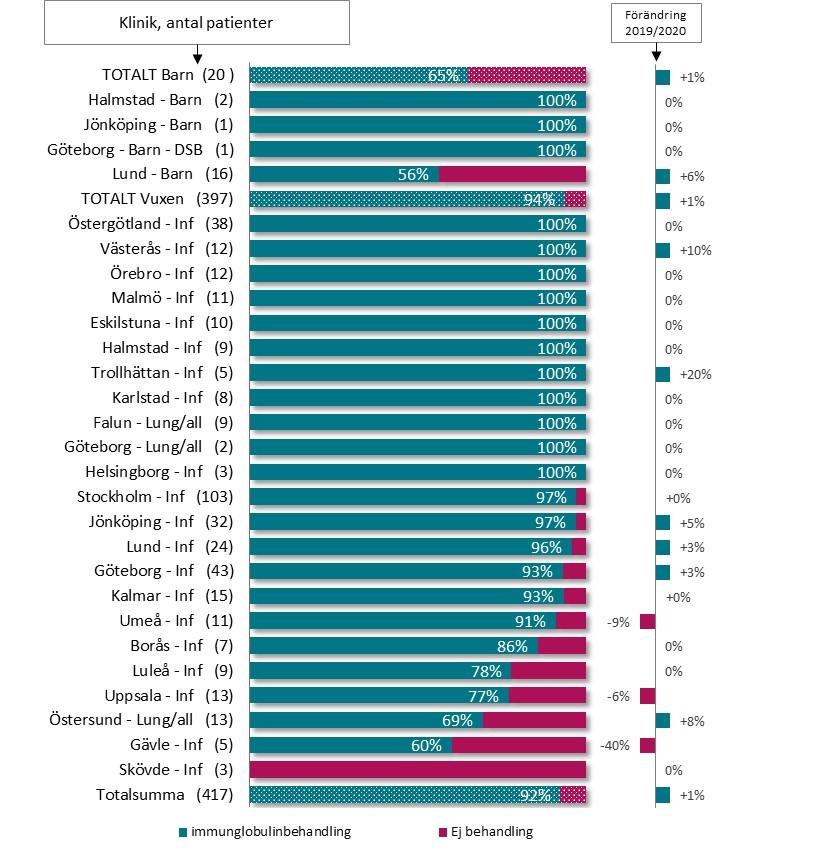 Klinik, antal patienter
Förändring
2019/2020
TOTALT Barn (20 ) 65% +1%
Halmstad - Barn (2) 100% 0%
Jönköping - Barn (1) 100% 0%
Göteborg - Barn - DSB (1) 100% 0%
Lund - Barn (16) 56% +6%
TOTALT Vuxen (397) 94% +1%
Östergötland - Inf (38) 100% 0%
Västerås - Inf (12) 100% +10%
Örebro - Inf (12) 100% 0%
Malmö - Inf (11) 100% 0%
Eskilstuna - Inf (10) 100% 0%
Halmstad - Inf (9) 100% 0%
Trollhättan - Inf (5) 100% +20%
Karlstad - Inf (8) 100% 0%
Falun - Lung/all (9) 100% 0%
Göteborg - Lung/all (2) 100% 0%
Helsingborg - Inf (3) 100% 0%
Stockholm - Inf (103) 97% +0%
Jönköping - Inf (32) 97% +5%
Lund - Inf (24) 96% +3%
Göteborg - Inf (43) 93% +3%
Kalmar - Inf (15) 93% +0%
Umeå - Inf (11) 91% -9%
Borås - Inf (7) 86% 0%
Luleå - Inf (9) 78% 0%
Uppsala - Inf (13) 77% -6%
Östersund - Lung/all (13) 69% +8%
Gävle - Inf (5) 60% -40%
Skövde - Inf (3) 0%
Totalsumma (417) 92% +1%
immunglobulinbehandling Ej behandling